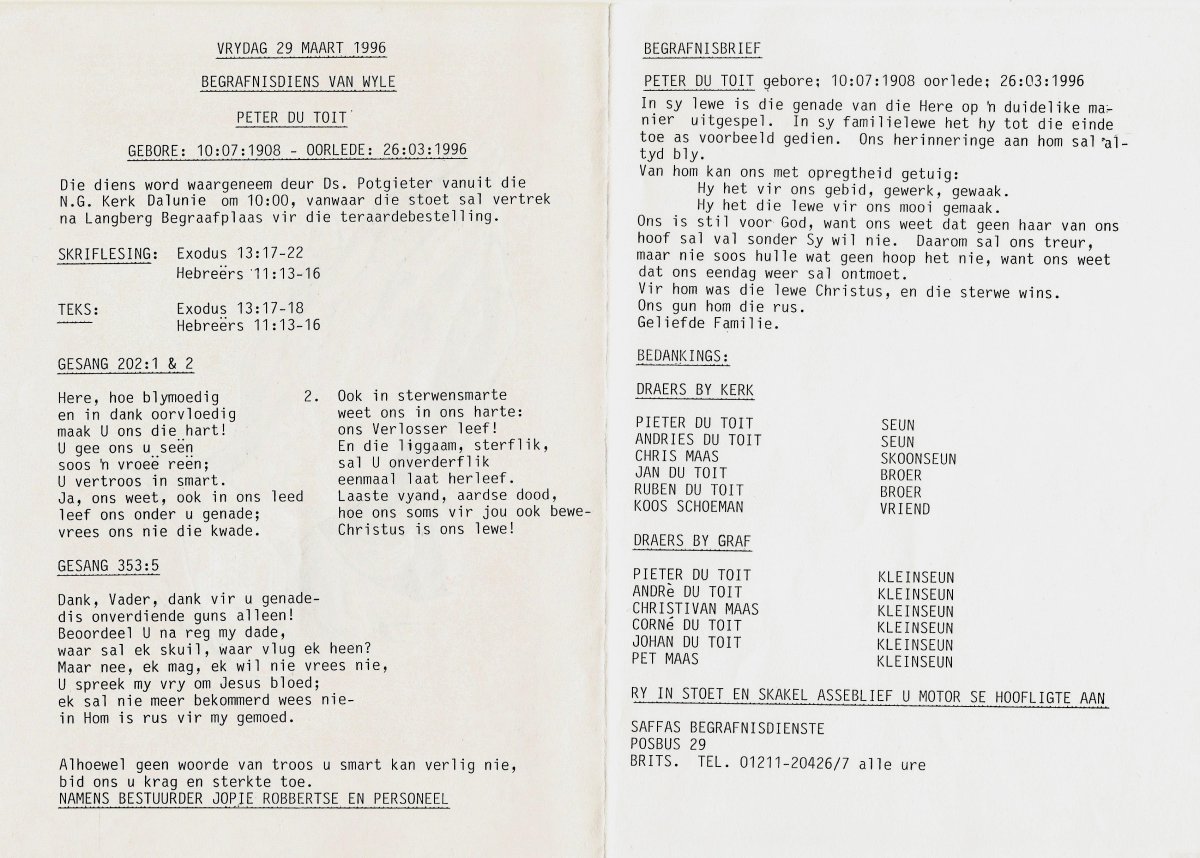 VRYDAG 29 MAART 1996
BEGRAFNISDIENS VAN WYLE
PETER DU TOIT
GEBORE: 10:07:1908 - OORLEDE: 26:03:1996
Die diens word waargeneem deur Ds. Potgieter vanuit die
N.G. Kerk Dalunie om 10:00, vanwaar die stoet sal vertrek
na Langberg Begraafplaas vir die teraardebestelling.
SKRIFLESING: Exodus 13:17-22
Hebreërs 11:13-16
TEKS: Exodus 13:17-18
Hebreërs 11:13-16
GESANG 202:1 & 2
Here, hoe blymoedig
en in dank oorvloedig
maak U ons die hart!
U gee ons u seën
soos 'n vroeë reën;
U vertroos in smart.
Ja, ons weet, ook in ons leed
leef ons onder u genade;
vrees ons nie die kwade.
2. Ook in sterwensmarte
weet ons in ons harte:
ons Verlosser leef!
En die liggaam, sterflik,
sal U onverderflik
eenmaal laat herleef.
Laaste vyand, aardse dood,
hoe ons soms vir jou ook bewe-
Christus is ons lewe!
GESANG 353:5
Dank, Vader, dank vir u genade-
dis onverdiende guns alleen!
Beoordeel U na reg my dade,
waar sal ek skuil, waar vlug ek heen?
Maar nee, ek mag, ek wil nie vrees nie,
U spreek my vry om Jesus bloed;
ek sal nie meer bekommerd wees nie-
in Hom is rus vir my gemoed.
Alhoewel geen woorde van troos u smart kan verlig nie,
bid ons u krag en sterkte toe.
NAMENS BESTUURDER JOPIE ROBBERTSE EN PERSONEEL
BEGRAFNISBRIEF
PETER DU TOIT gebore; 10:07:1908 oorlede; 26:03:1996
In sy lewe is die genade van die Here op 'n duidelike ma-
nier uitgespel. In sy familielewe het hy tot die einde
toe as voorbeeld gedien. Ons herinneringe aan hom sal al-
tyd bly.
Van hom kan ons met opregtheid getuig:
Hy het vir ons gebid, gewerk, gewaak.
Hy het die lewe vir ons mooi gemaak.
Ons is stil voor God, want ons weet dat geen haar van ons
hoof sal val sonder Sy wil nie. Daarom sal ons treur,
maar nie soos hulle wat geen hoop het nie, want ons weet
dat ons eendag weer sal ontmoet.
Vir hom was die lewe Christus, en die sterwe wins.
Ons gun hom die rus.
Geliefde Familie.
BEDANKINGS:
DRAERS BY KERK
PIETER DU TOIT SEUN
ANDRIES DU TOIT SEUN
CHRIS MAAS SKOONSEUN
JAN DU TOIT BROER
RUBEN DU TOIT BROER
KOOS SCHOEMAN VRIEND
DRAERS BY GRAF
PIETER DU TOIT KLEINSEUN
ANDRè DU TOIT KLEINSEUN
CHRISTIVAN MAAS KLEINSEUN
CORNé DU TOIT KLEINSEUN
JOHAN DU TOIT KLEINSEUN
PET MAAS KLEINSEUN
RY IN STOET EN SKAKEL ASSEBLIEF U MOTOR SE HOOFLIGTE AAN
SAFFAS BEGRAFNISDIENSTE
POSBUS 29
BRITS. TEL. 01211-20426/7 alle ure